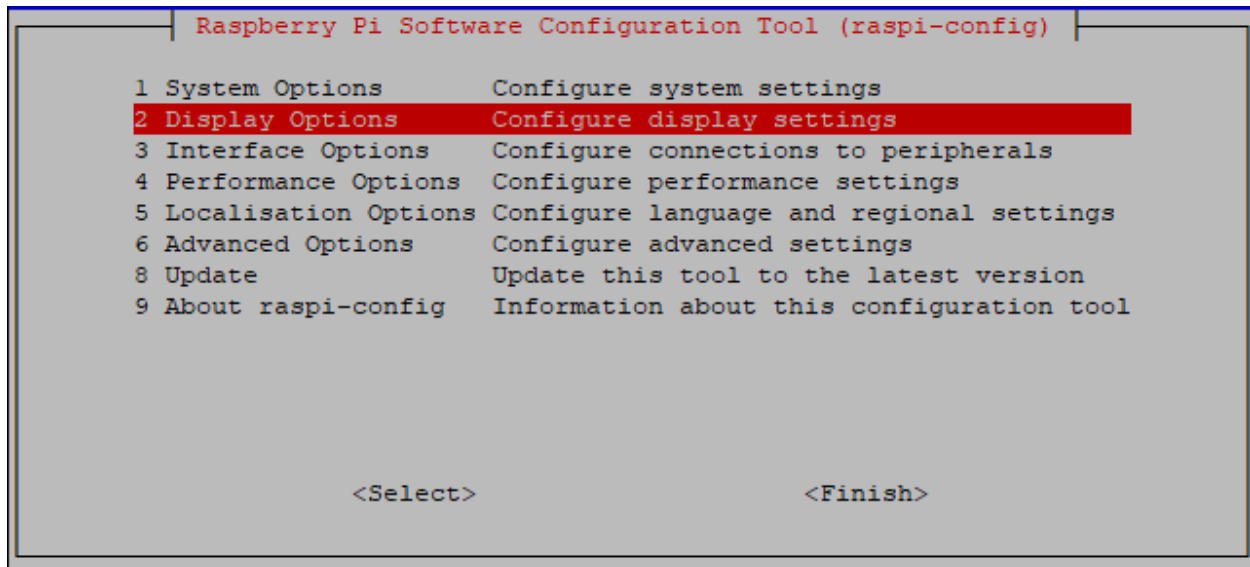 Raspberry Pi Software Configuration Tool (raspi-config)
1 System Options Configure system settings
2 Display Options Configure display settings
3 Interface Options Configure connections to peripherals
4 Performance Options Configure performance settings
5 Localisation Options Configure language and regional settings
6 Advanced Options Configure advanced settings
8 Update Update this tool to the latest version
9 About raspi-config Information about this configuration tool
<Select> <Finish>